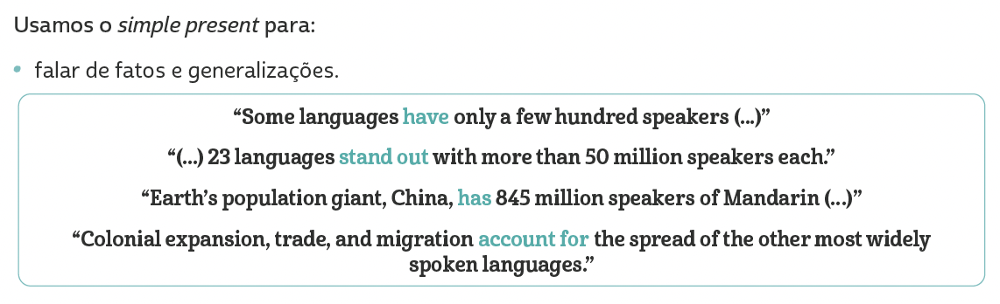 Usamos o simple present para:
• falar de fatos e generalizações.
“Some languages have only a few hundred speakers (...)”
“(...) 23 languages stand out with more than 50 million speakers each.”
“Earth’s population giant, China, has 845 million speakers of Mandarin (...)”
“Colonial expansion, trade, and migration account for the spread of the other most widely
spoken languages.”